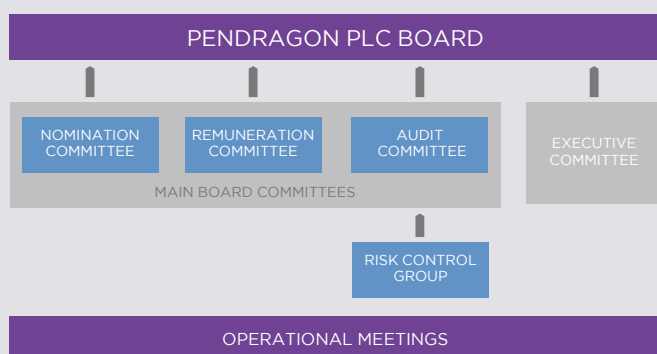 PENDRAGON PLC BOARD
NOMINATION
COMMITTEE
REMUNERATION
COMMITTEE
AUDIT
COMMITTEE
EXECUTIVE
COMMITTEE
MAIN BOARD COMMITTEES
RISK CONTROL
GROUP
OPERATIONAL MEETINGS